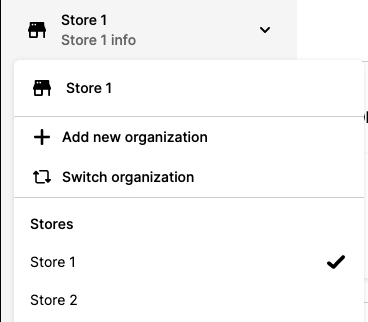 Store 1
Store 1 info
Store 1
Add new organization
Switch organization
Stores
Store 1
Store 2